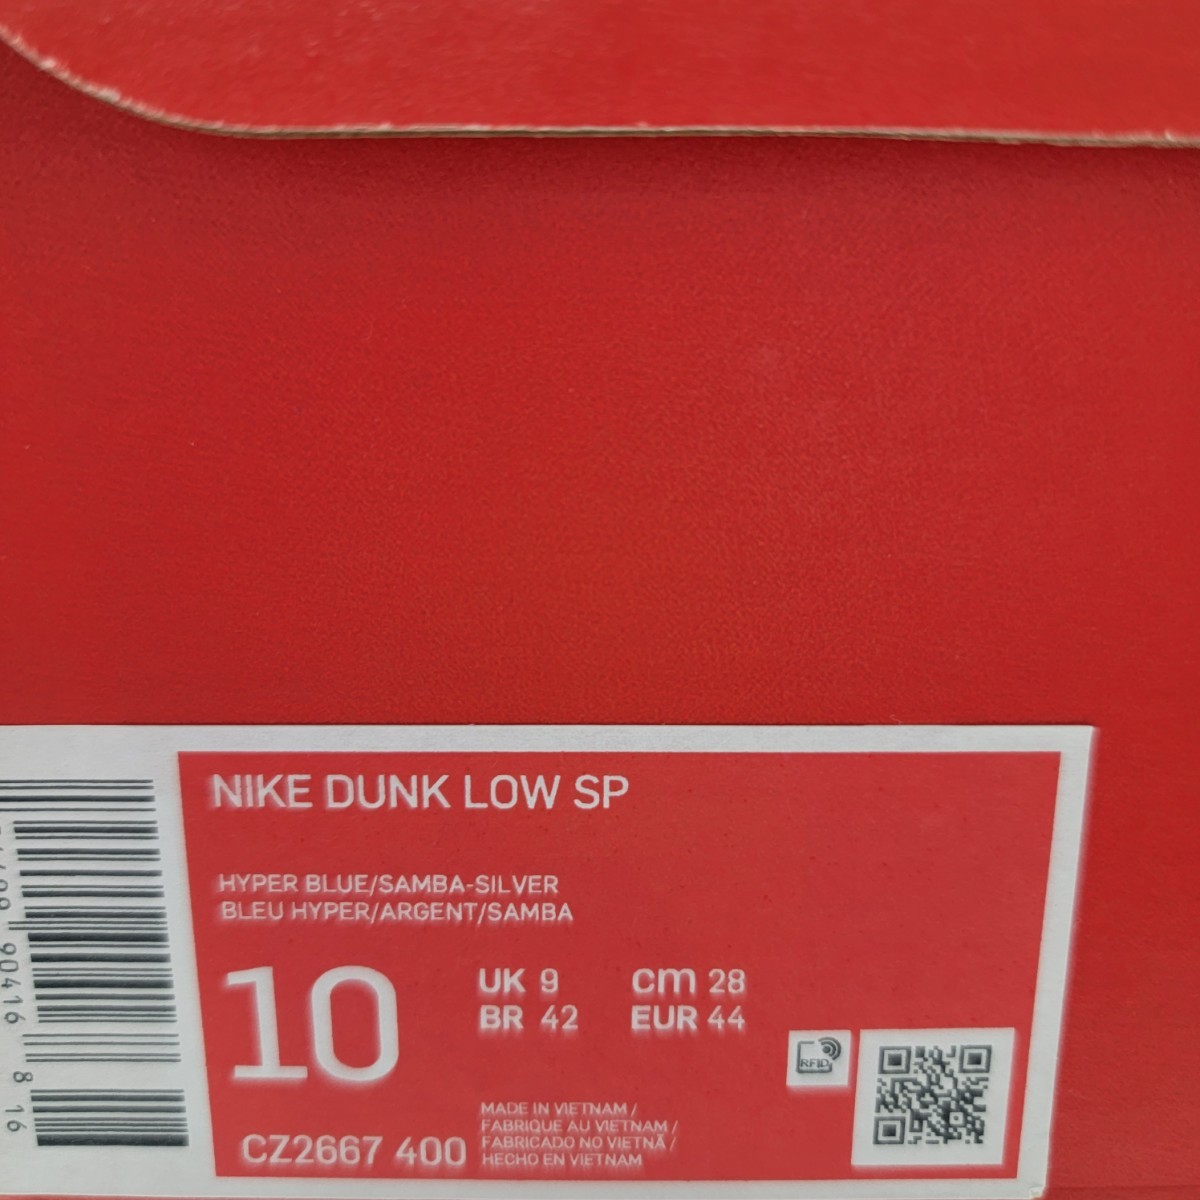 NIKE DUNK LOW SP
HYPER BLUE/SAMBA-SILVER
BLEU HYPER/ARGENT/SAMBA
10
UK 9 cm 28
BR 42 EUR 44
RFID
CZ2667 400
MADE IN VIETNAM /
FABRIQUE AU VIETNAM /
FABRICADO NO VIETNÃ /
HECHO EN VIETNAM
90416 8 16